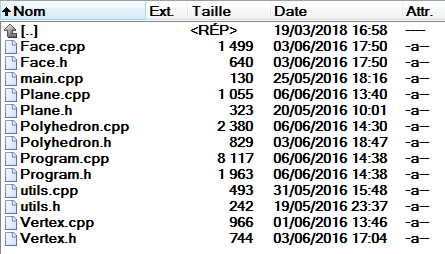 Nom Ext. Taille Date Attr.
[..] <RÉP> 19/03/2018 16:58 ----
Face.cpp 1 499 03/06/2016 17:50 -a--
Face.h 640 03/06/2016 17:50 -a--
main.cpp 130 25/05/2016 18:16 -a--
Plane.cpp 1 055 06/06/2016 13:40 -a--
Plane.h 323 20/05/2016 10:01 -a--
Polyhedron.cpp 2 380 06/06/2016 14:30 -a--
Polyhedron.h 829 03/06/2016 18:47 -a--
Program.cpp 8 117 06/06/2016 14:38 -a--
Program.h 1 963 06/06/2016 14:38 -a--
utils.cpp 493 31/05/2016 15:48 -a--
utils.h 242 19/05/2016 23:37 -a--
Vertex.cpp 966 01/06/2016 13:46 -a--
Vertex.h 744 03/06/2016 17:04 -a--